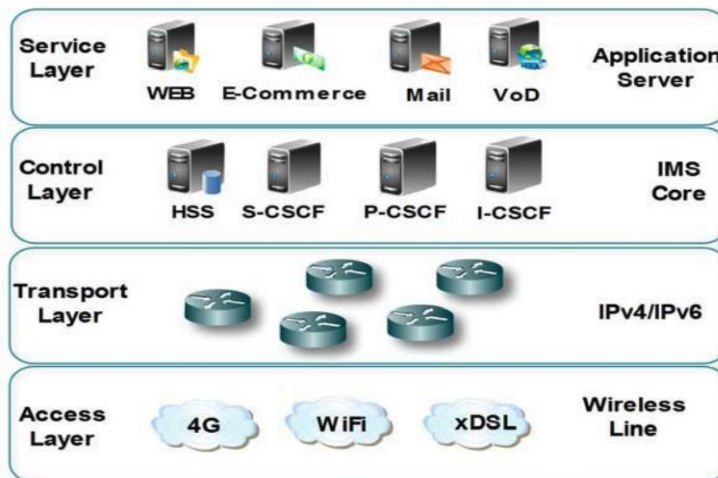 Service
Layer
WEB
E-Commerce
Mail
VoD
Application
Server
Control
Layer
HSS
S-CSCF
P-CSCF
I-CSCF
IMS
Core
Transport
Layer
IPv4/IPv6
Access
Layer
4G
WiFi
xDSL
Wireless
Line